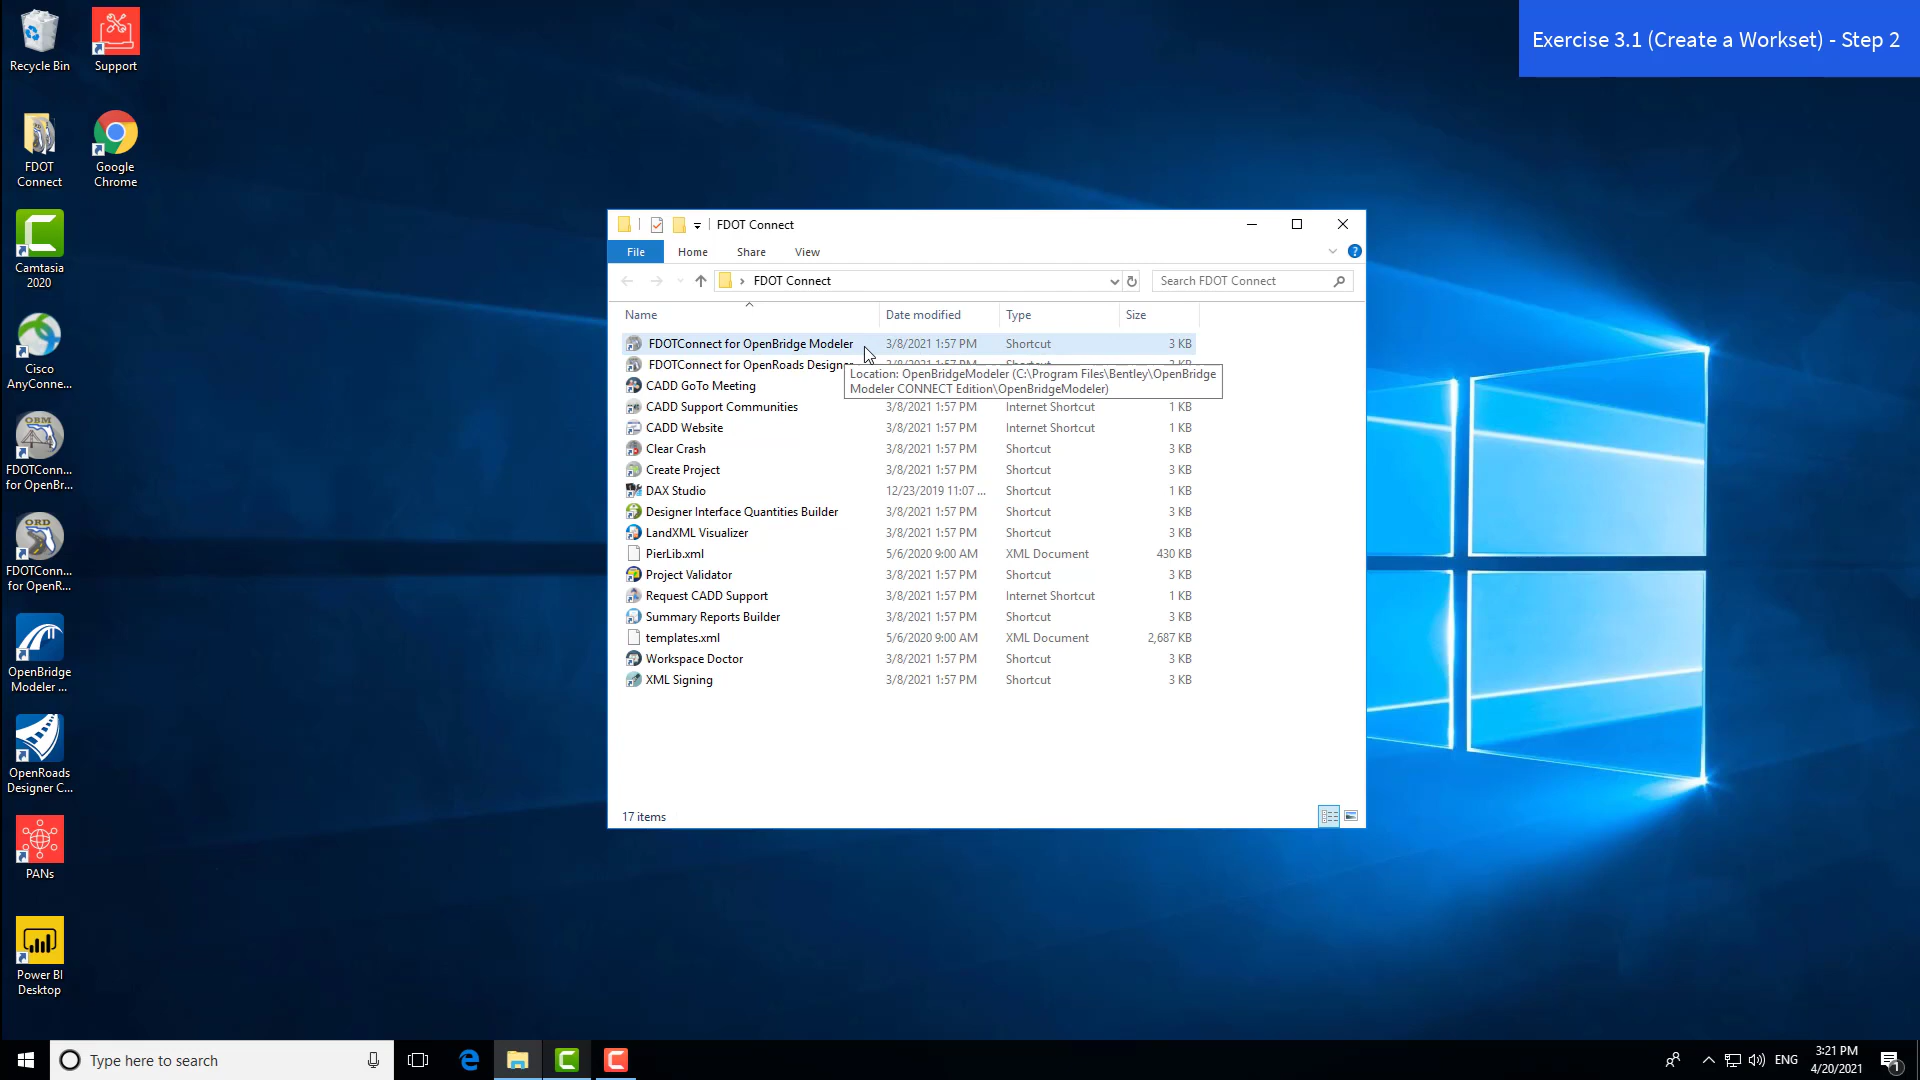 Exercise 3.1 (Create a Workset) - Step 2
Recycle Bin
Support
FDOT
Connect
Google
Chrome
Camtasia
2020
Cisco
AnyConne...
OBM
FDOTConn...
for OpenBr...
ORD
FDOTConn...
for OpenR...
OpenBridge
Modeler ...
OpenRoads
Designer C...
PANs
Power BI
Desktop
FDOT Connect
File Home Share View
FDOT Connect
Search FDOT Connect
Name Date modified Type Size
FDOTConnect for OpenBridge Modeler 3/8/2021 1:57 PM Shortcut 3 KB
FDOTConnect for OpenRoads Designe
Location: OpenBridgeModeler (C:\Program Files\Bentley\OpenBridge
Modeler CONNECT Edition\OpenBridgeModeler)
CADD GoTo Meeting
CADD Support Communities 3/8/2021 1:57 PM Internet Shortcut 1 KB
CADD Website 3/8/2021 1:57 PM Internet Shortcut 1 KB
Clear Crash 3/8/2021 1:57 PM Shortcut 3 KB
Create Project 3/8/2021 1:57 PM Shortcut 3 KB
DAX Studio 12/23/2019 11:07 ... Shortcut 1 KB
Designer Interface Quantities Builder 3/8/2021 1:57 PM Shortcut 3 KB
LandXML Visualizer 3/8/2021 1:57 PM Shortcut 3 KB
PierLib.xml 5/6/2020 9:00 AM XML Document 430 KB
Project Validator 3/8/2021 1:57 PM Shortcut 3 KB
Request CADD Support 3/8/2021 1:57 PM Internet Shortcut 1 KB
Summary Reports Builder 3/8/2021 1:57 PM Shortcut 3 KB
templates.xml 5/6/2020 9:00 AM XML Document 2,687 KB
Workspace Doctor 3/8/2021 1:57 PM Shortcut 3 KB
XML Signing 3/8/2021 1:57 PM Shortcut 3 KB
17 items
Type here to search
ENG
3:21 PM
4/20/2021
1